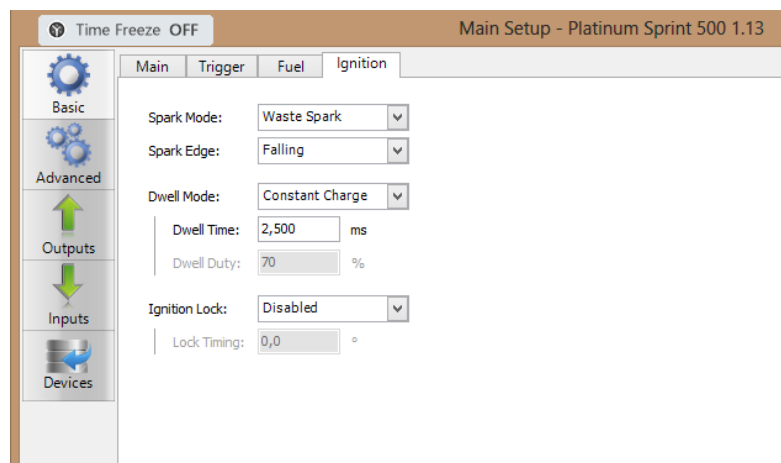 Time Freeze OFF
Main Setup - Platinum Sprint 500 1.13
Main Trigger Fuel Ignition
Basic
Advanced
Outputs
Inputs
Devices
Spark Mode: Waste Spark
Spark Edge: Falling
Dwell Mode: Constant Charge
Dwell Time: 2,500 ms
Dwell Duty: 70 %
Ignition Lock: Disabled
Lock Timing: 0,0 °